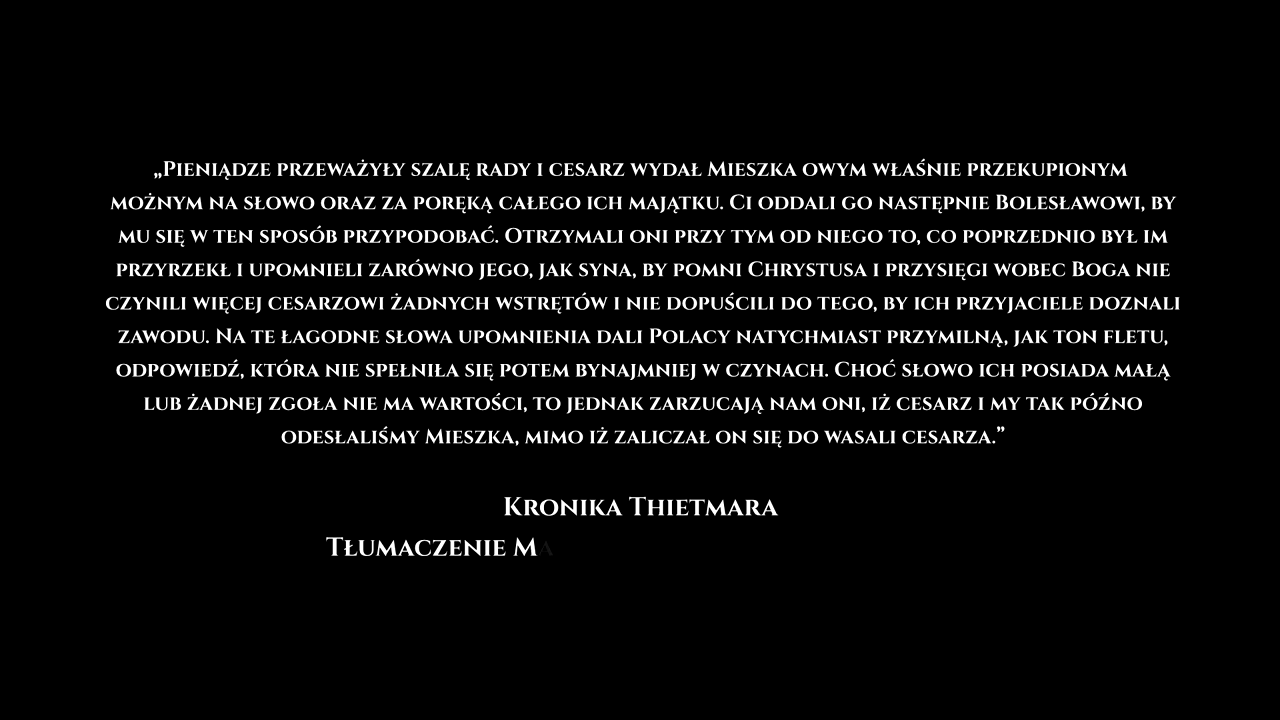 „Pieniądze przeważyły szalę rady i cesarz wydał Mieszka owym właśnie przekupionym
możnym na słowo oraz za poręką całego ich majątku. Ci oddali go następnie Bolesławowi, by
mu się w ten sposób przypodobać. Otrzymali oni przy tym od niego to, co poprzednio był im
przyrzekł i upomnieli zarówno jego, jak syna, by pomni Chrystusa i przysięgi wobec Boga nie
czynili więcej cesarzowi żadnych wstrętów i nie dopuścili do tego, by ich przyjaciele doznali
zawodu. Na te łagodne słowa upomnienia dali Polacy natychmiast przymilną, jak ton fletu,
odpowiedź, która nie spełniła się potem bynajmniej w czynach. Choć słowo ich posiada małą
lub żadnej zgoła nie ma wartości, to jednak zarzucają nam oni, iż cesarz i my tak późno
odesłaliśmy Mieszka, mimo iż zaliczał on się do wasali cesarza.”
Kronika Thietmara
Tłumaczenie Ma